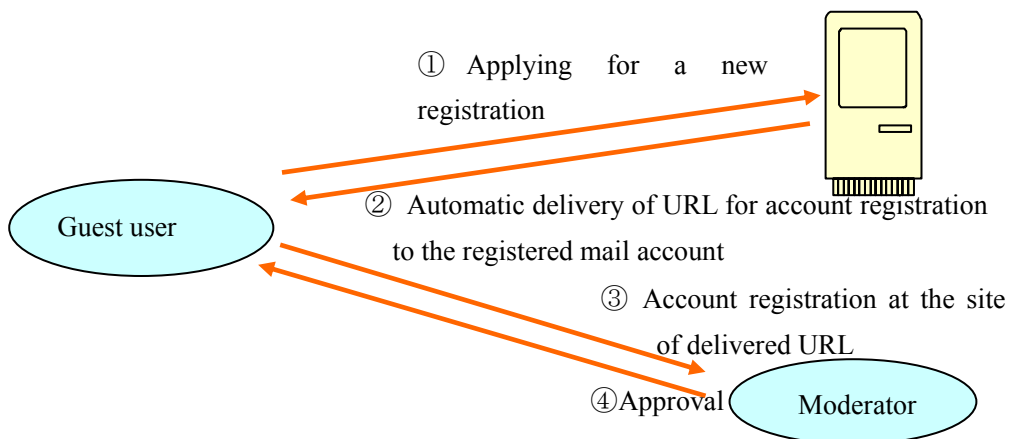 ① Applying for a new
registration
Guest user
② Automatic delivery of URL for account registration
to the registered mail account
③ Account registration at the site
of delivered URL
④Approval
Moderator